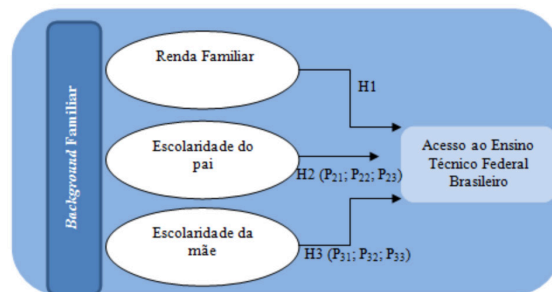 Background Familiar
Renda Familiar
H1
Escolaridade do
pai
H2 (P21; P22; P23)
Acesso ao Ensino
Técnico Federal
Brasileiro
Escolaridade da
mãe
H3 (P31; P32; P33)